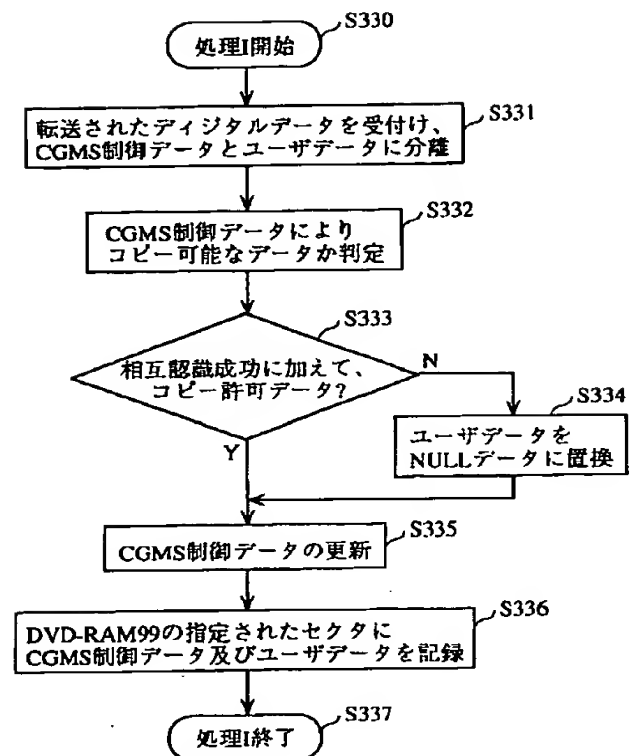 S330
処理I開始
S331
転送されたディジタルデータを受付け、
CGMS制御データとユーザデータに分離
S332
CGMS制御データにより
コピー可能なデータか判定
S333
相互認識成功に加えて、
コピー許可データ?
N
Y
S334
ユーザデータを
NULLデータに置換
S335
CGMS制御データの更新
S336
DVD-RAM99の指定されたセクタに
CGMS制御データ及びユーザデータを記録
S337
処理I終了